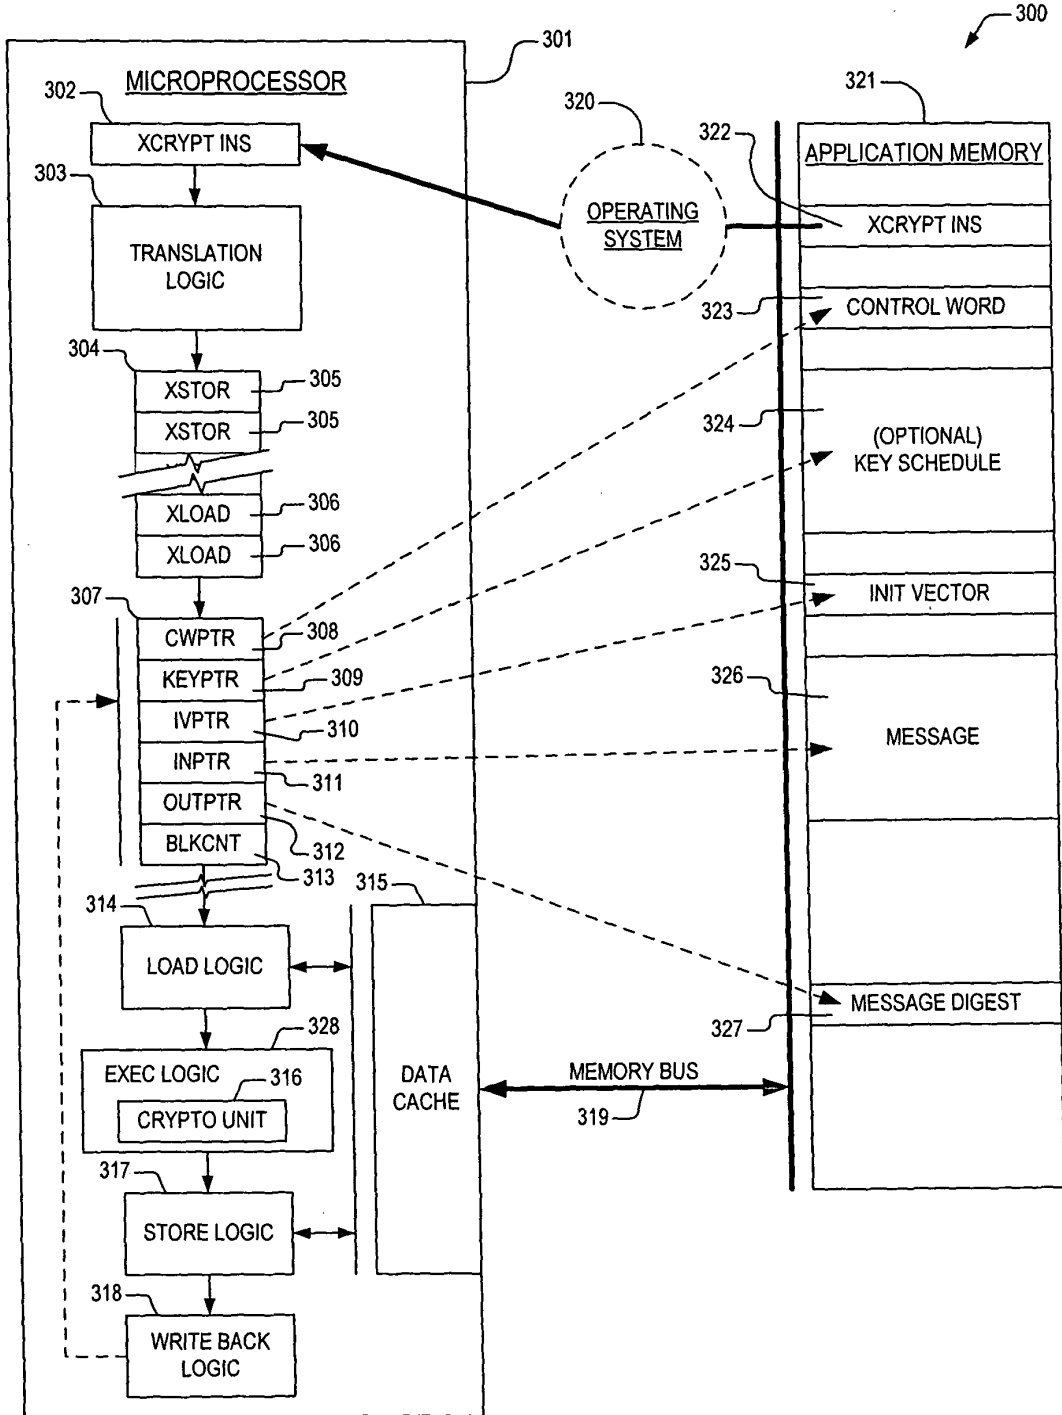 300
301
MICROPROCESSOR
302
XCRYPT INS
303
TRANSLATION
LOGIC
304
XSTOR
305
XSTOR
305
XLOAD
306
XLOAD
306
307
CWPTR
308
KEYPTR
309
IVPTR
310
INPTR
311
OUTPTR
312
BLKCNT
313
314
LOAD LOGIC
315
DATA
CACHE
328
EXEC LOGIC
316
CRYPTO UNIT
317
STORE LOGIC
318
WRITE BACK
LOGIC
320
OPERATING
SYSTEM
MEMORY BUS
319
321
APPLICATION MEMORY
322
XCRYPT INS
323
CONTROL WORD
324
(OPTIONAL)
KEY SCHEDULE
325
INIT VECTOR
326
MESSAGE
MESSAGE DIGEST
327